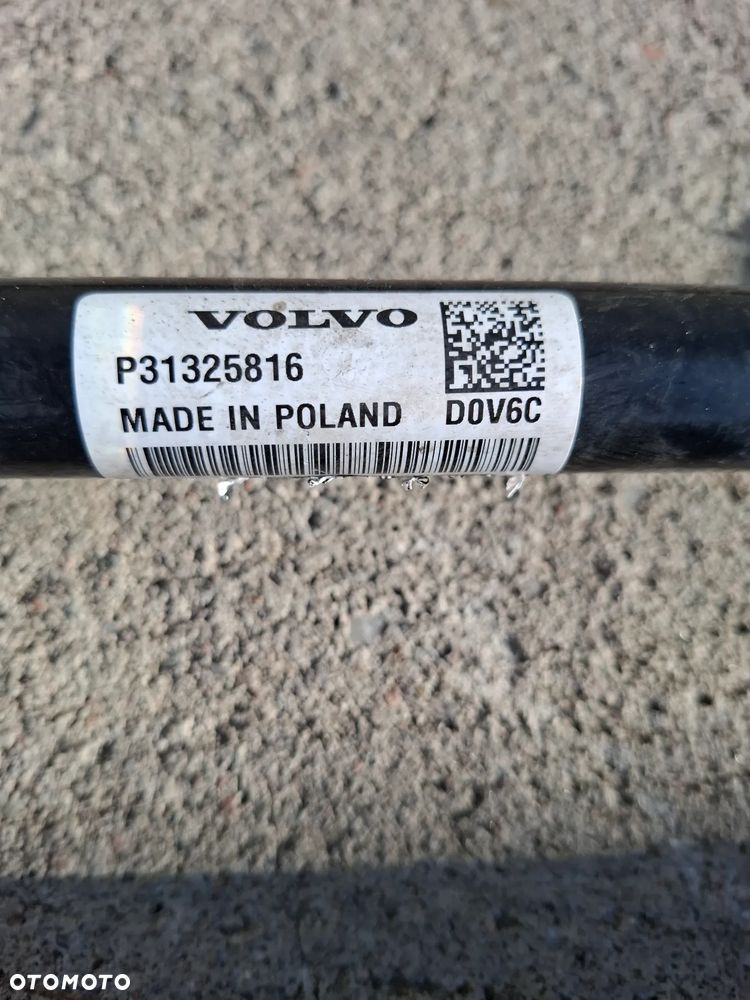 VOLVO
P31325816
MADE IN POLAND D0V6C
OTOMOTO